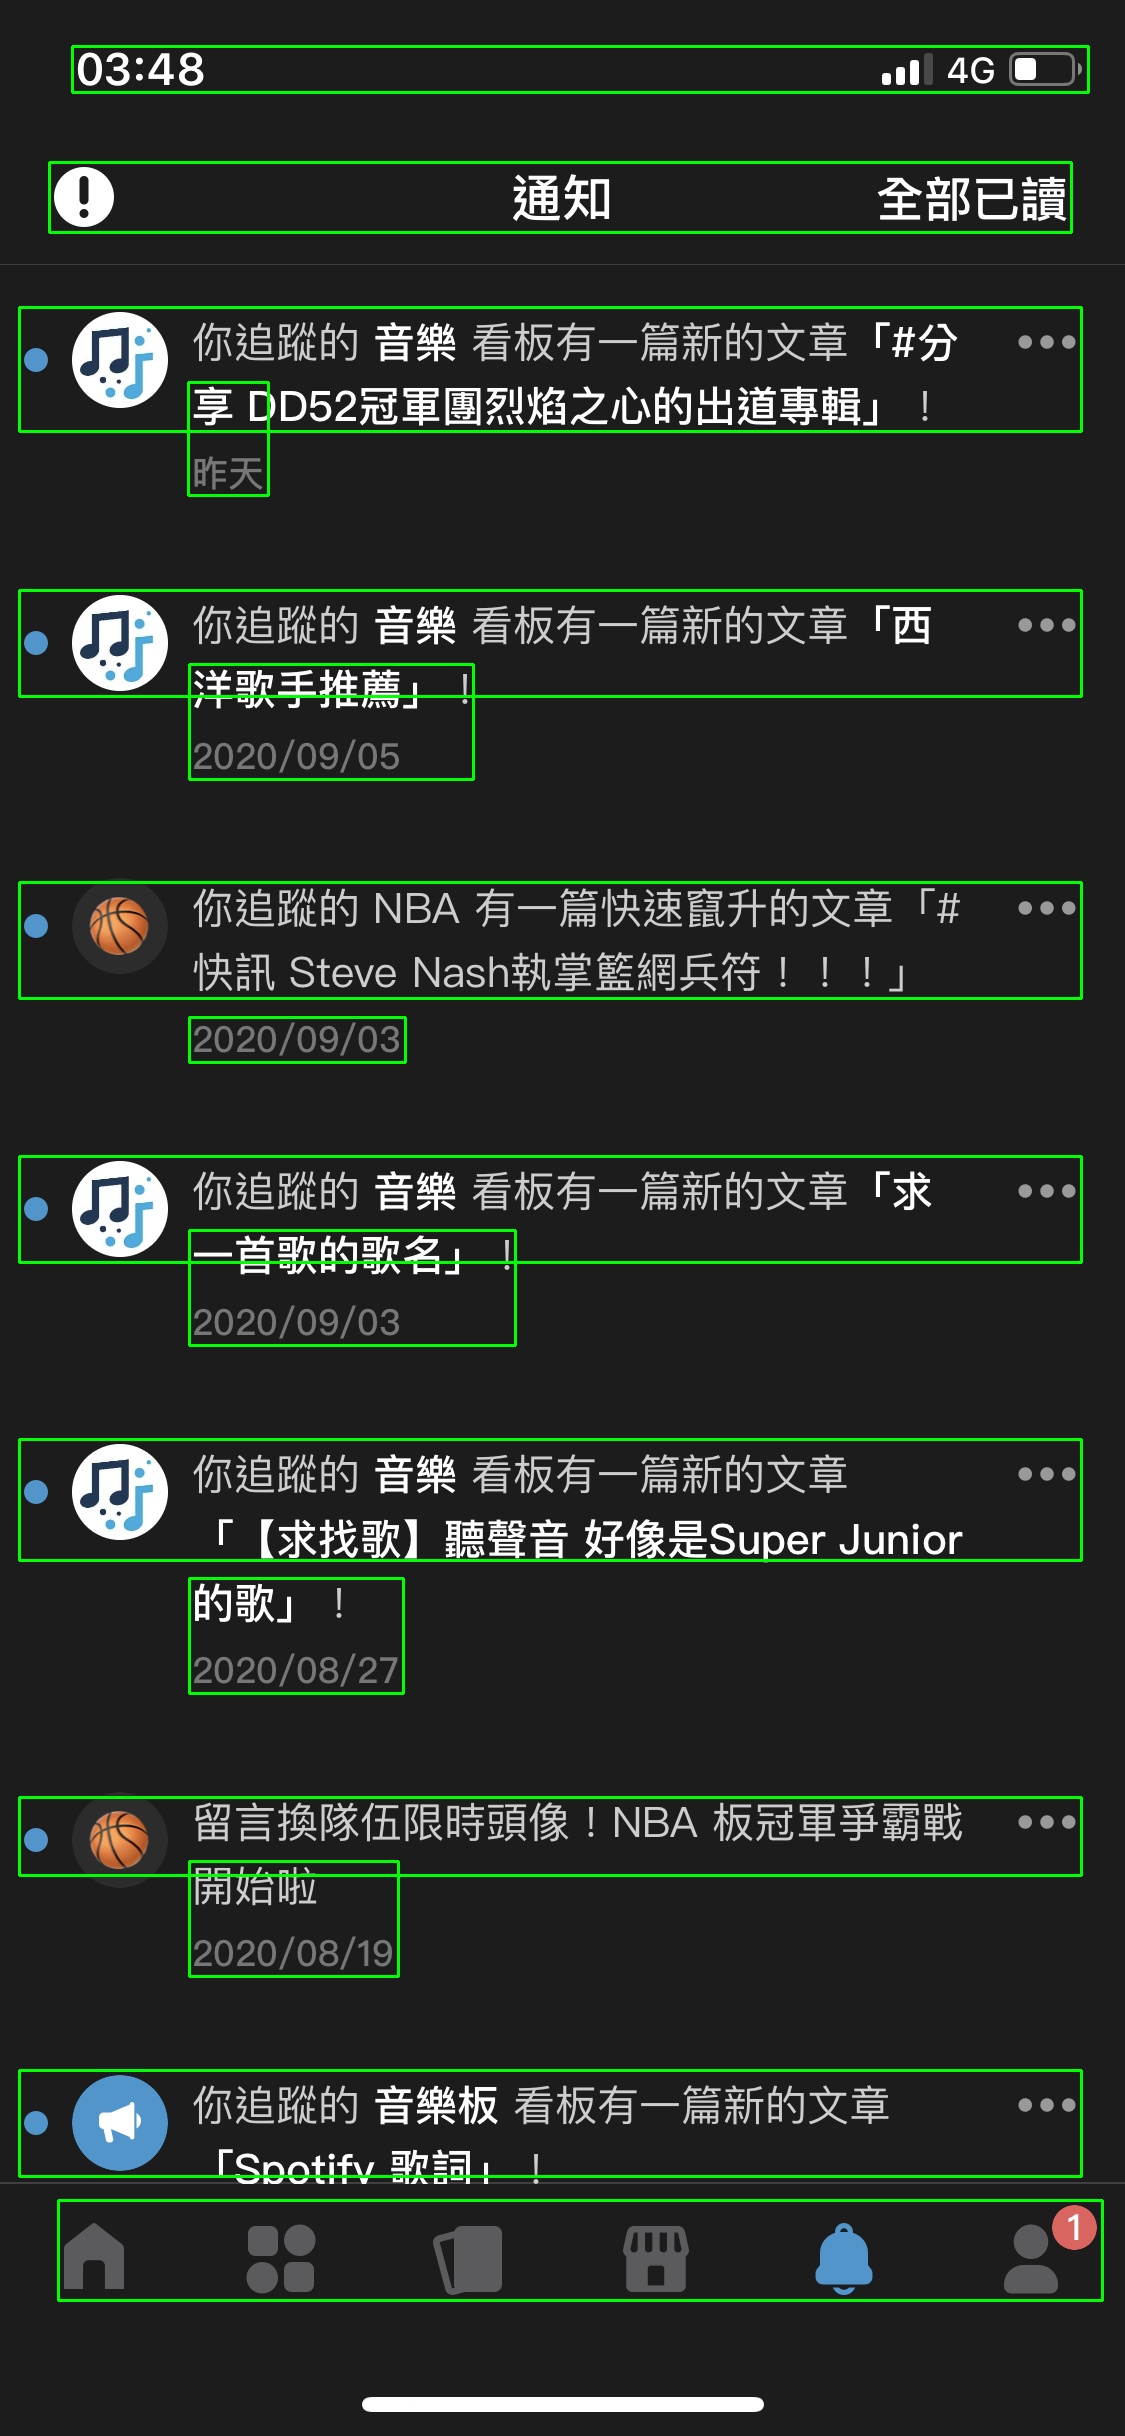 03:48 4G
通知 全部已讀
你追蹤的 音樂 看板有一篇新的文章「#分
享 DD52冠軍團烈焰之心的出道專輯」！
昨天
你追蹤的 音樂 看板有一篇新的文章「西
洋歌手推薦」！
2020/09/05
你追蹤的 NBA 有一篇快速竄升的文章「#
快訊 Steve Nash執掌籃網兵符！！！」
2020/09/03
你追蹤的 音樂 看板有一篇新的文章「求
一首歌的歌名」！
2020/09/03
你追蹤的 音樂 看板有一篇新的文章
「【求找歌】聽聲音 好像是Super Junior
的歌」！
2020/08/27
留言換隊伍限時頭像！NBA 板冠軍爭霸戰
開始啦
2020/08/19
你追蹤的 音樂板 看板有一篇新的文章
「Spotify 歌詞」！
1